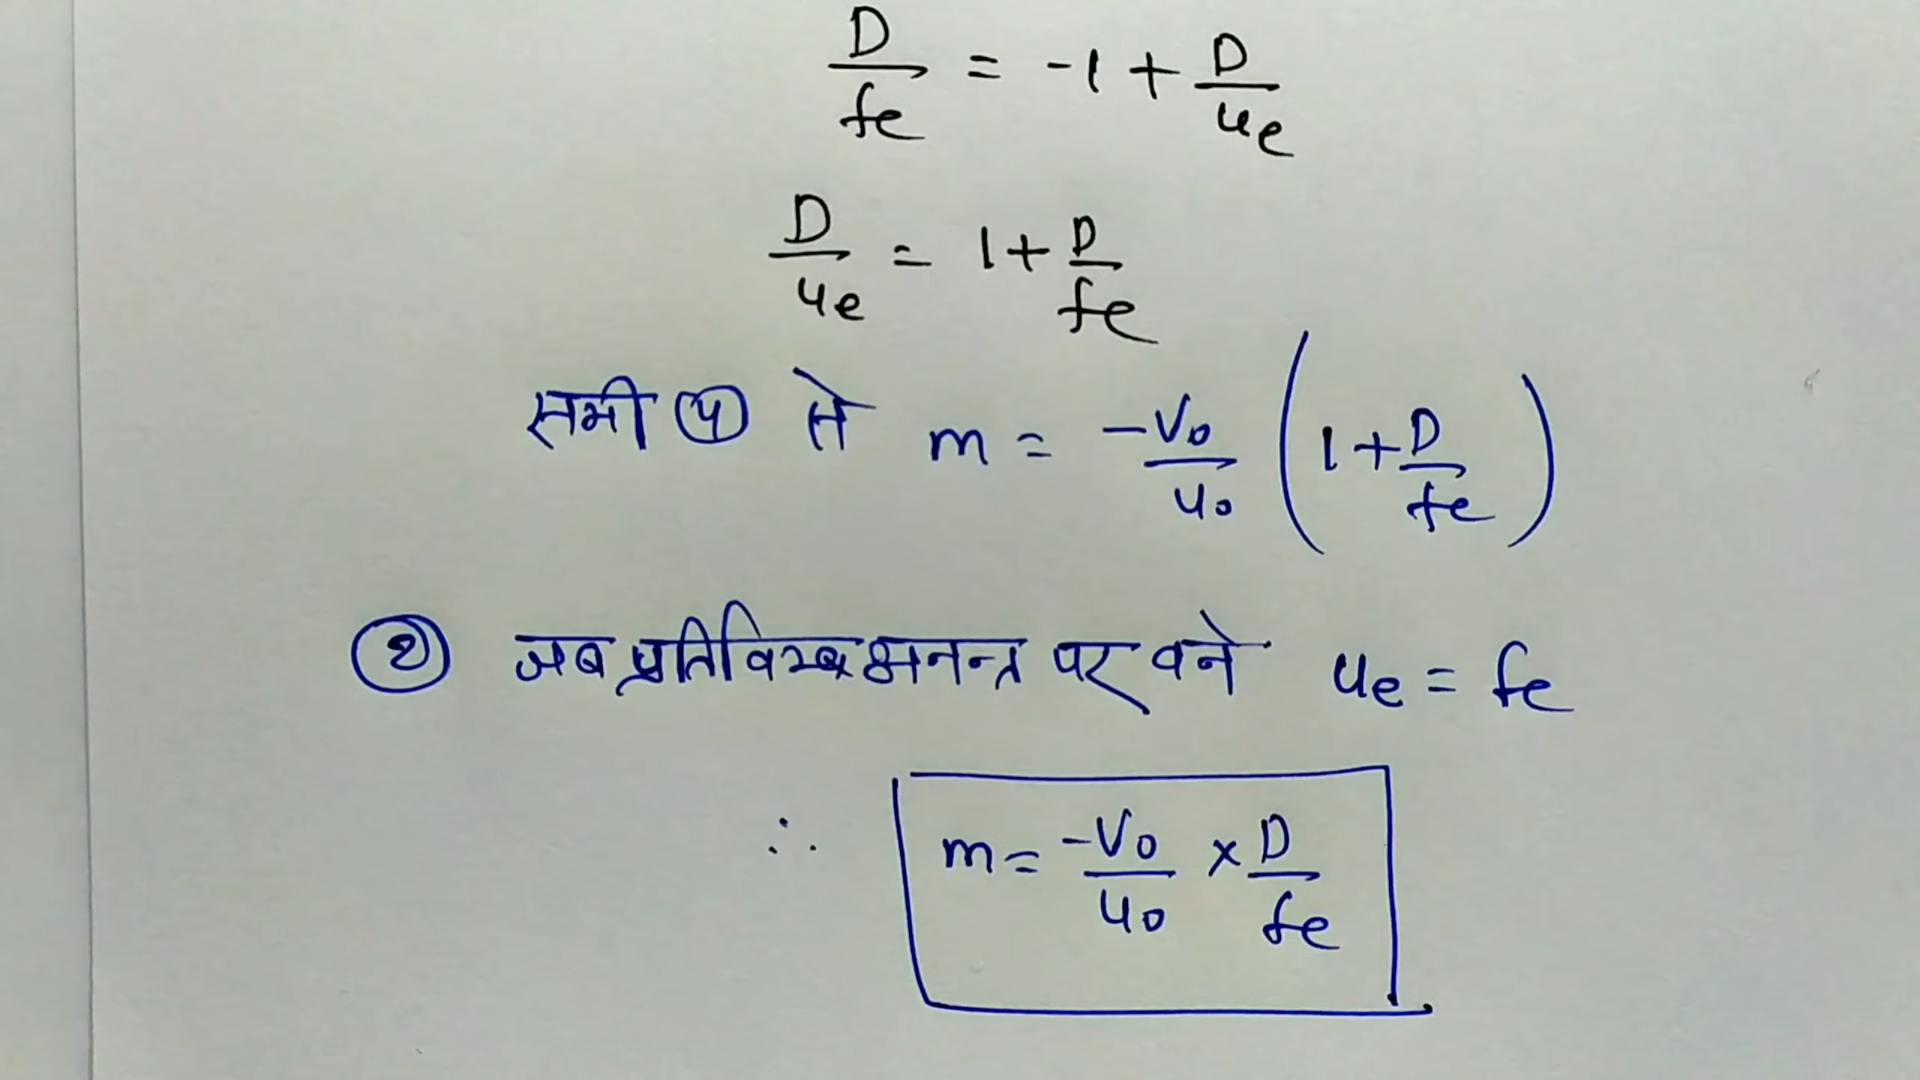 D/fe = -1 + D/ue
D/ue = 1 + D/fe
समी ④ से m = -Vo/uo (1 + D/fe)
② जब प्रतिबिम्ब अनन्त पर बने ue = fe
∴ m = -Vo/uo × D/fe